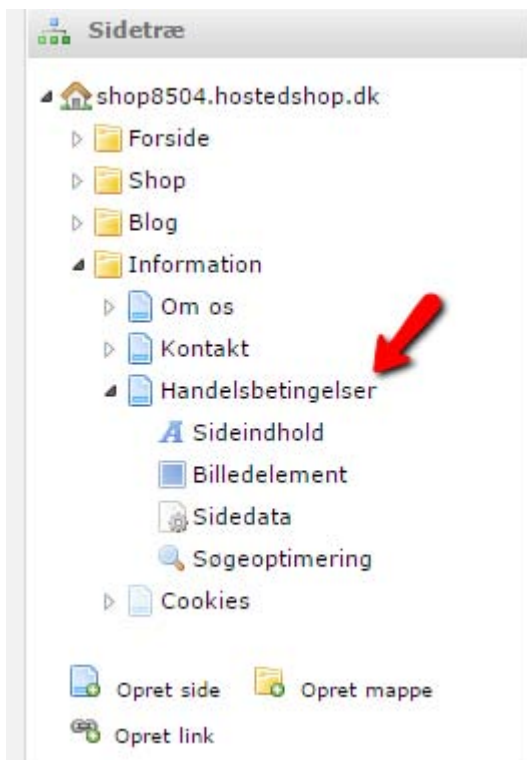 Sidetræ
shop8504.hostedshop.dk
Forside
Shop
Blog
Information
Om os
Kontakt
Handelsbetingelser
Sideindhold
Billedelement
Sidedata
Søgeoptimering
Cookies
Opret side Opret mappe
Opret link